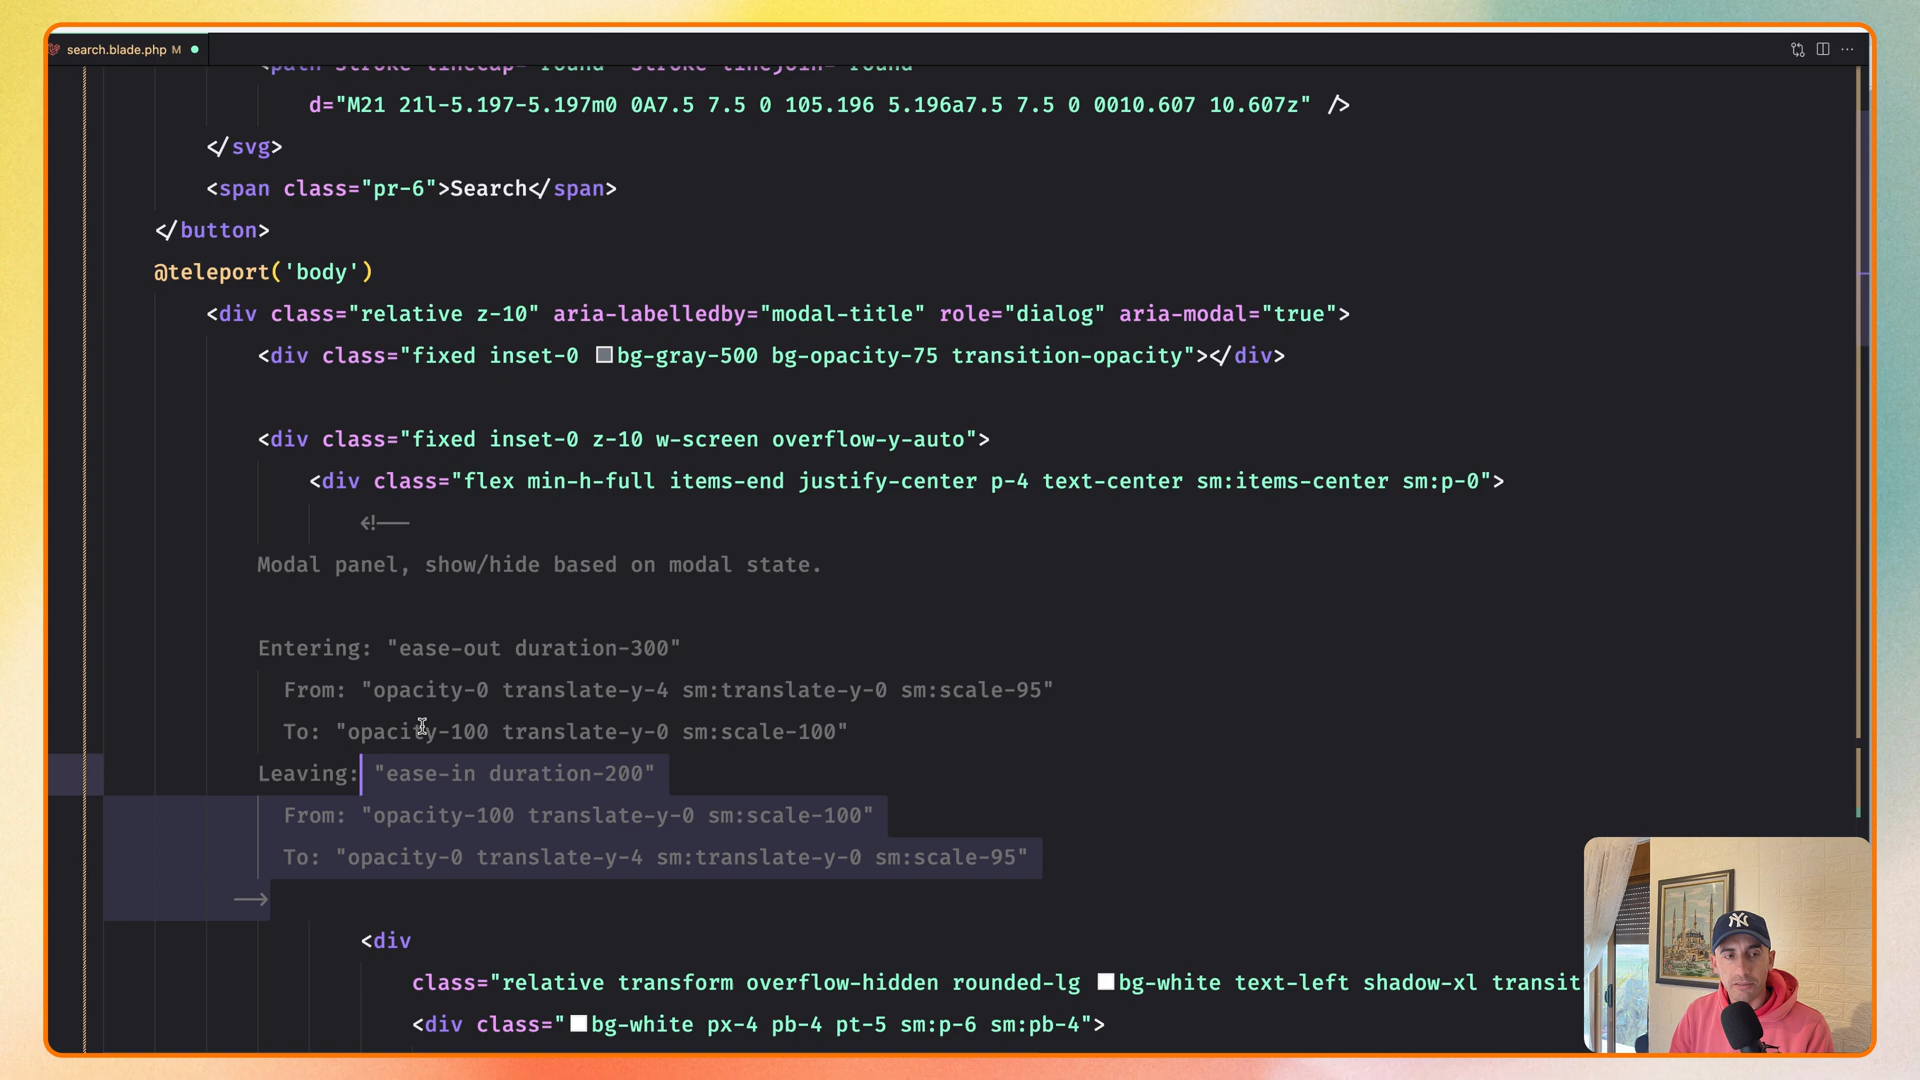 search.blade.php M
<path stroke-linecap="round" stroke-linejoin="round"
d="M21 21l-5.197-5.197m0 0A7.5 7.5 0 105.196 5.196a7.5 7.5 0 0010.607 10.607z" />
</svg>
<span class="pr-6">Search</span>
</button>
@teleport('body')
<div class="relative z-10" aria-labelledby="modal-title" role="dialog" aria-modal="true">
<div class="fixed inset-0 bg-gray-500 bg-opacity-75 transition-opacity"></div>
<div class="fixed inset-0 z-10 w-screen overflow-y-auto">
<div class="flex min-h-full items-end justify-center p-4 text-center sm:items-center sm:p-0">
<!--
Modal panel, show/hide based on modal state.
Entering: "ease-out duration-300"
From: "opacity-0 translate-y-4 sm:translate-y-0 sm:scale-95"
To: "opacity-100 translate-y-0 sm:scale-100"
Leaving: "ease-in duration-200"
From: "opacity-100 translate-y-0 sm:scale-100"
To: "opacity-0 translate-y-4 sm:translate-y-0 sm:scale-95"
-->
<div
class="relative transform overflow-hidden rounded-lg bg-white text-left shadow-xl transit
<div class="bg-white px-4 pb-4 pt-5 sm:p-6 sm:pb-4">